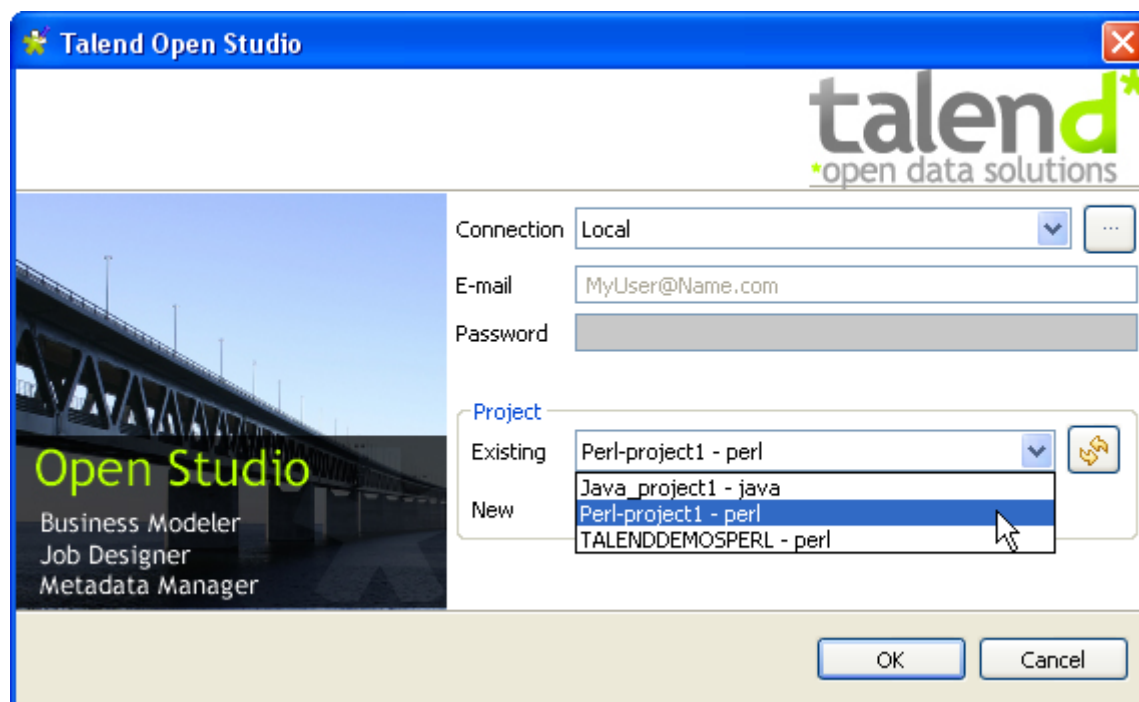 Talend Open Studio
talend*
*open data solutions
Connection Local ...
E-mail MyUser@Name.com
Password
Project
Existing Perl-project1 - perl
Java_project1 - java
New Perl-project1 - perl
TALENDDEMOSPERL - perl
Open Studio
Business Modeler
Job Designer
Metadata Manager
OK Cancel